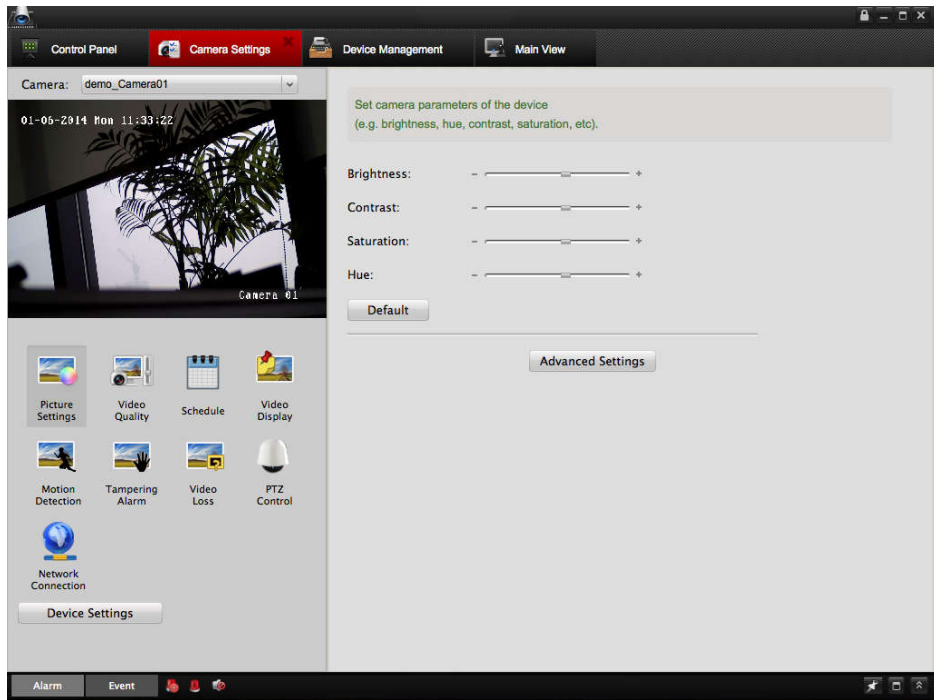 Control Panel
Camera Settings
Device Management
Main View
Camera: demo_Camera01
01-06-2014 Mon 11:33:22
Camera 01
Set camera parameters of the device
(e.g. brightness, hue, contrast, saturation, etc).
Brightness: - +
Contrast: - +
Saturation: - +
Hue: - +
Default
Advanced Settings
Picture
Settings
Video
Quality
Schedule
Video
Display
Motion
Detection
Tampering
Alarm
Video
Loss
PTZ
Control
Network
Connection
Device Settings
Alarm
Event